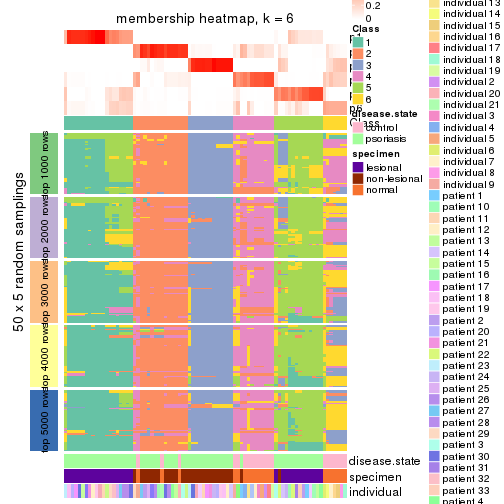 membership heatmap, k = 6
50 x 5 random samplings
top 1000 rows
top 2000 rows
top 3000 rows
top 4000 rows
top 5000 rows
disease.state
specimen
individual
0.2
0
Class
1
2
3
4
5
6
disease.state
control
psoriasis
specimen
lesional
non-lesional
normal
individual 13
individual 14
individual 15
individual 16
individual 17
individual 18
individual 19
individual 2
individual 20
individual 21
individual 3
individual 4
individual 5
individual 6
individual 7
individual 8
individual 9
patient 1
patient 10
patient 11
patient 12
patient 13
patient 14
patient 15
patient 16
patient 17
patient 18
patient 19
patient 2
patient 20
patient 21
patient 22
patient 23
patient 24
patient 25
patient 26
patient 27
patient 28
patient 29
patient 3
patient 30
patient 31
patient 32
patient 33
patient 4